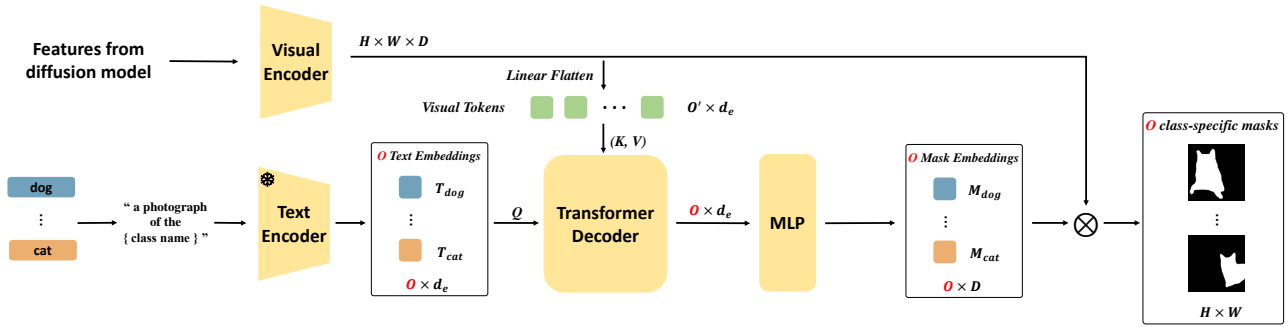 Features from
diffusion model
Visual
Encoder
H × W × D
Linear Flatten
Visual Tokens
···
O′ × d_e
(K, V)
dog
⋮
cat
“ a photograph
of the
{ class name } ”
Text
Encoder
O Text Embeddings
T_dog
⋮
T_cat
O × d_e
Q
Transformer
Decoder
O × d_e
MLP
O Mask Embeddings
M_dog
⋮
M_cat
O × D
O class-specific masks
⋮
H × W